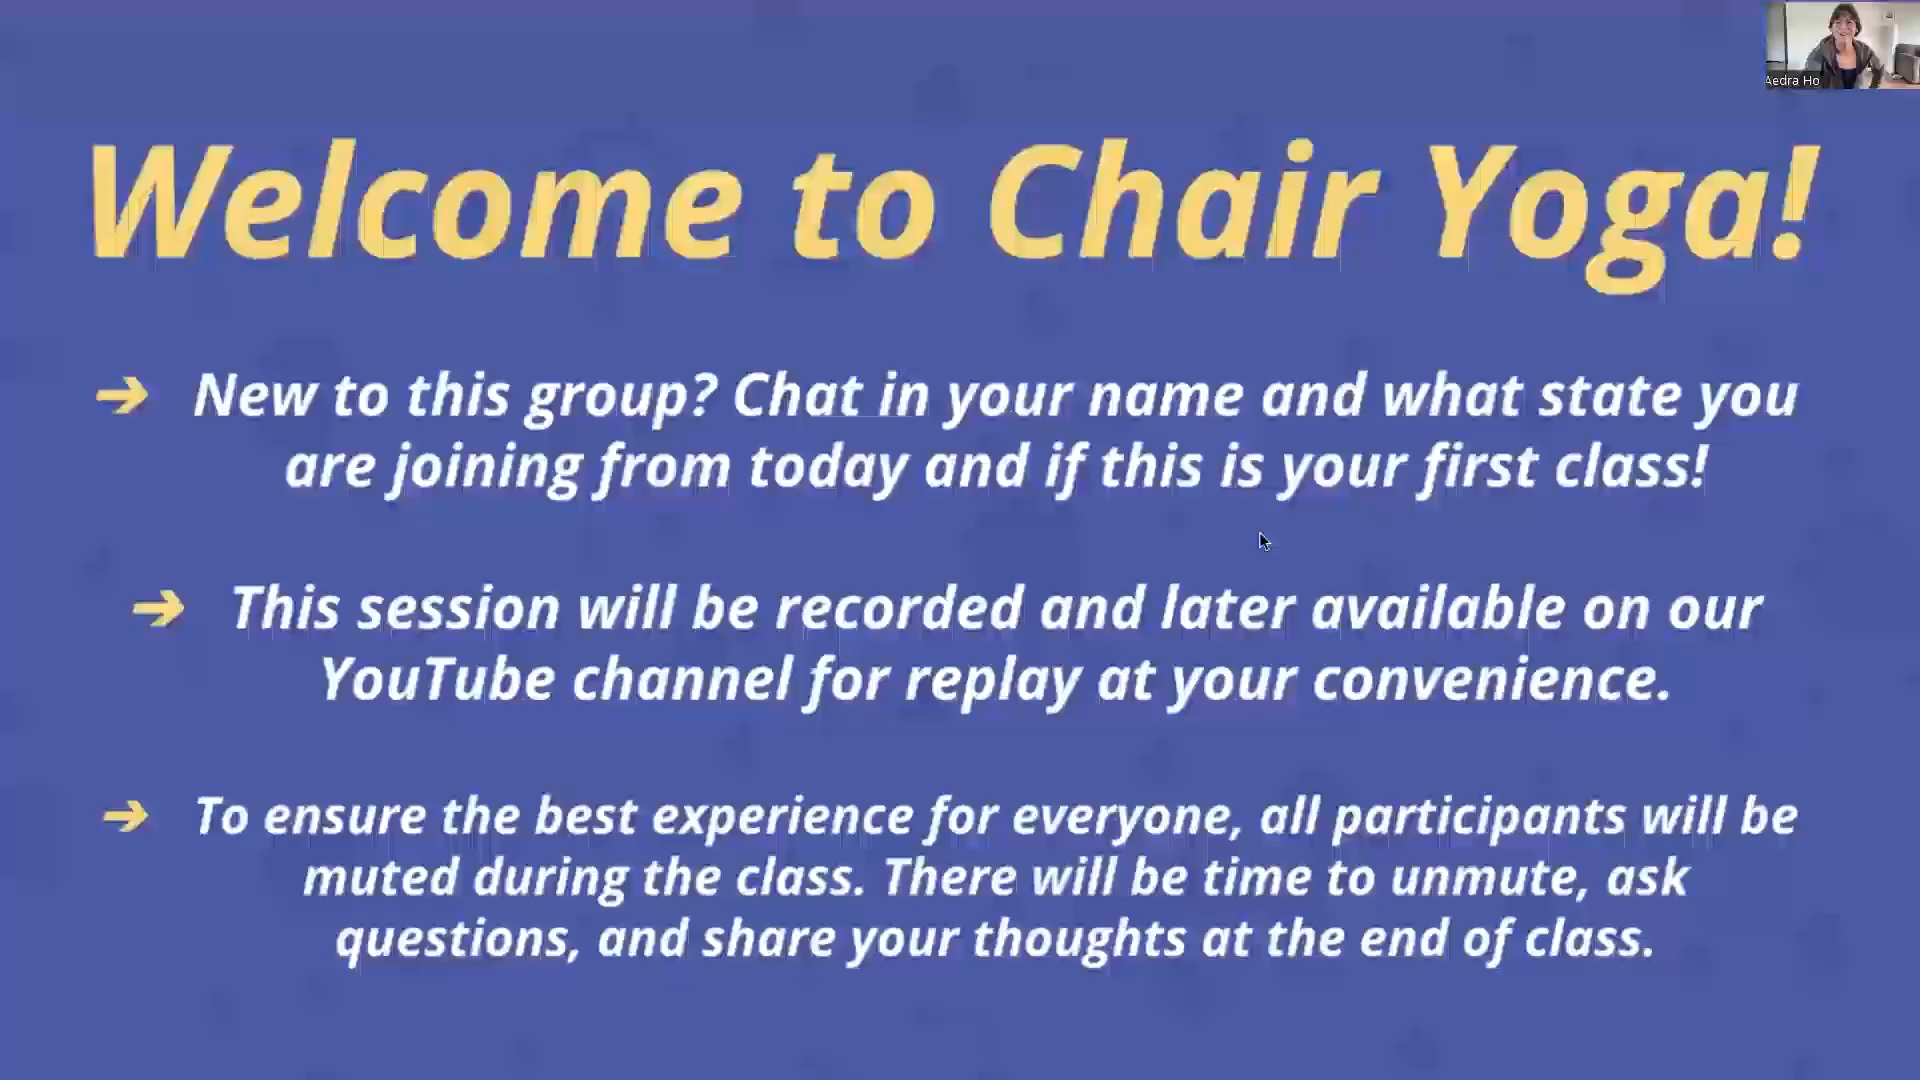 Aedra Ho
Welcome to Chair Yoga!
➔ New to this group? Chat in your name and what state you
are joining from today and if this is your first class!
➔ This session will be recorded and later available on our
YouTube channel for replay at your convenience.
➔ To ensure the best experience for everyone, all participants will be
muted during the class. There will be time to unmute, ask
questions, and share your thoughts at the end of class.